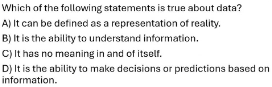 Which of the following statements is true about data?
A) It can be defined as a representation of reality.
B) It is the ability to understand information.
C) It has no meaning in and of itself.
D) It is the ability to make decisions or predictions based on
information.